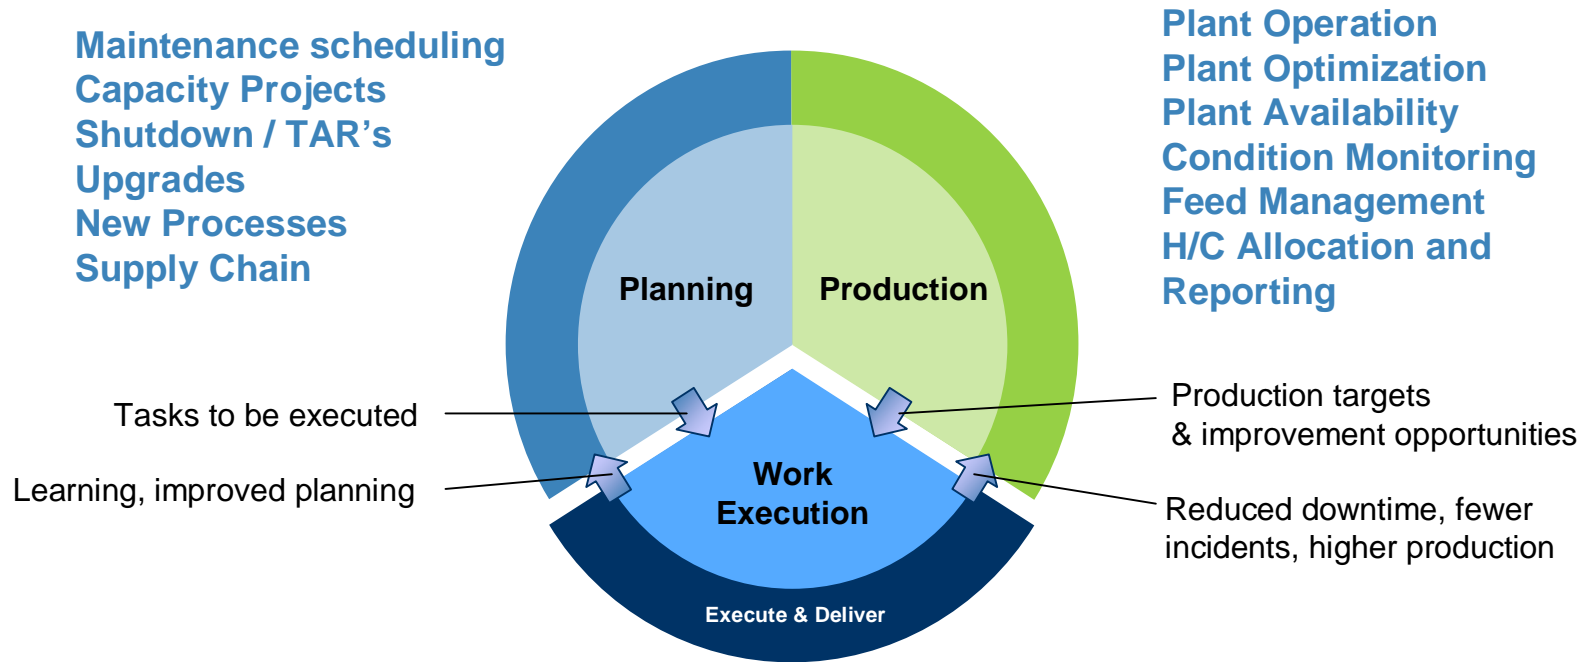 Maintenance scheduling
Capacity Projects
Shutdown / TAR’s
Upgrades
New Processes
Supply Chain
Plant Operation
Plant Optimization
Plant Availability
Condition Monitoring
Feed Management
H/C Allocation and
Reporting
Planning
Production
Tasks to be executed
Learning, improved planning
Production targets
& improvement opportunities
Reduced downtime, fewer
incidents, higher production
Work
Execution
Execute & Deliver